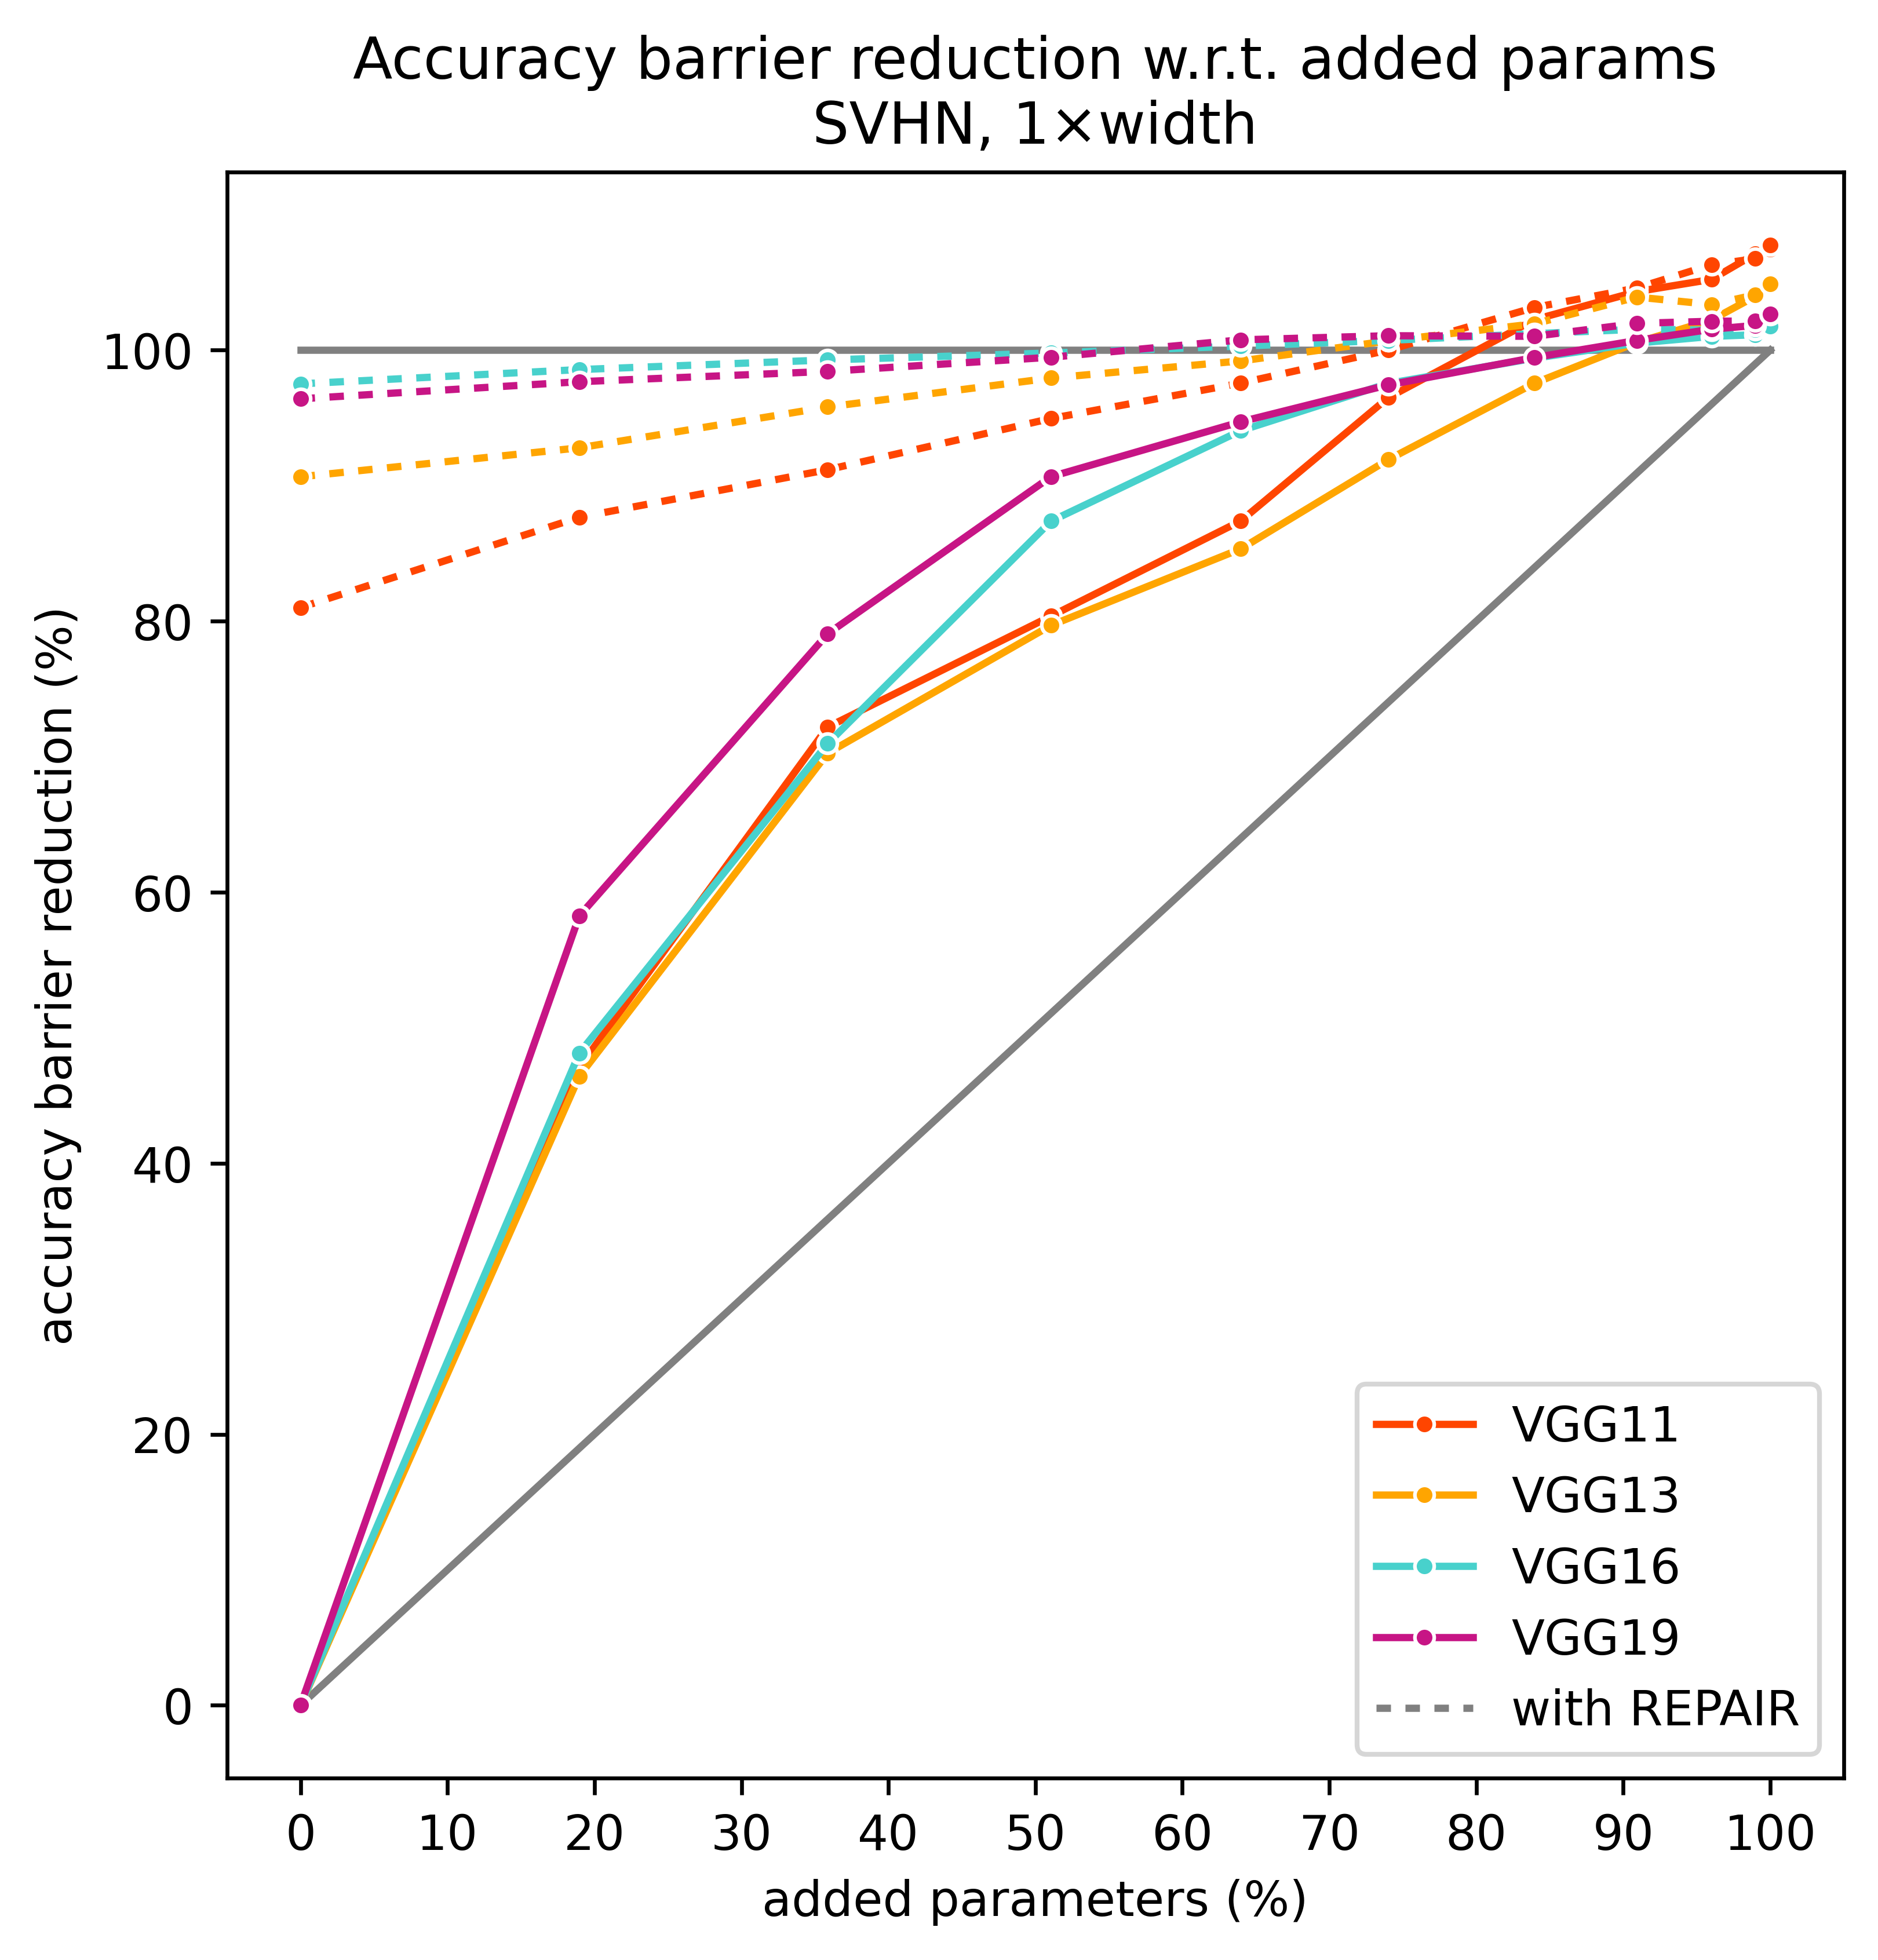 Accuracy barrier reduction w.r.t. added params
SVHN, 1×width
accuracy barrier reduction (%)
100
80
60
40
20
0
0 10 20 30 40 50 60 70 80 90 100
added parameters (%)
VGG11
VGG13
VGG16
VGG19
with REPAIR